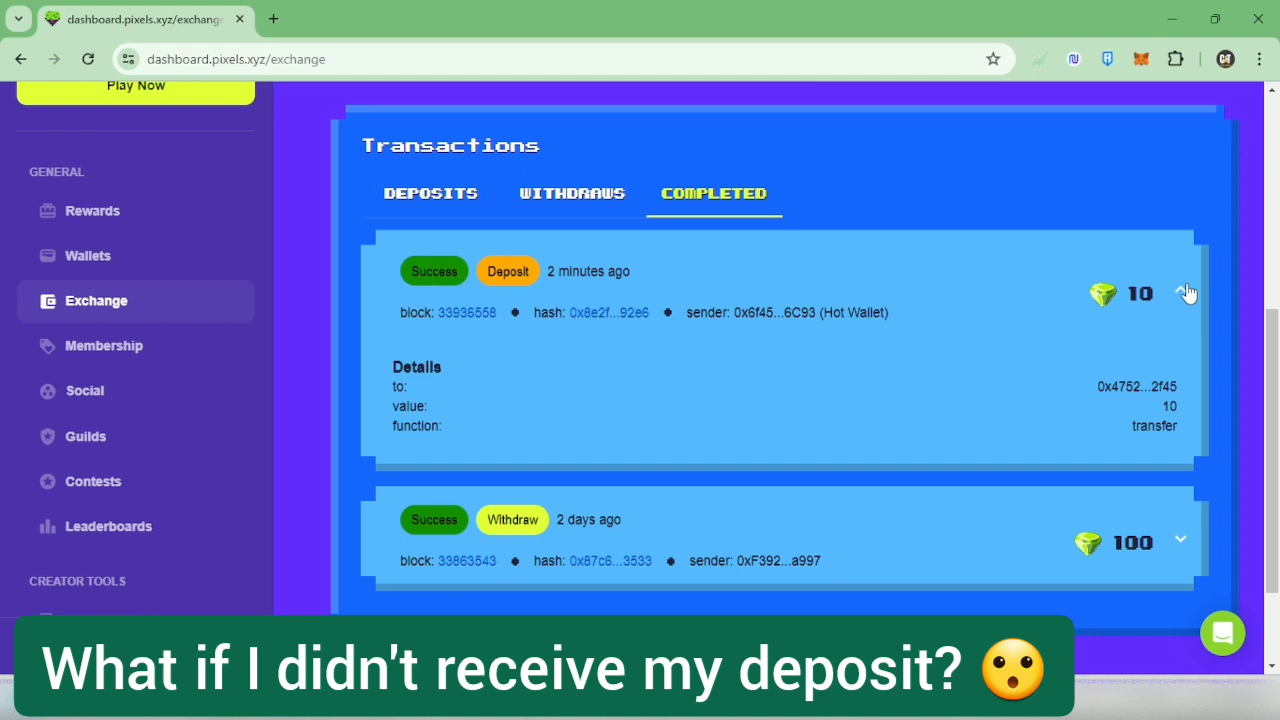 dashboard.pixels.xyz/exchange
dashboard.pixels.xyz/exchange
Play Now
GENERAL
Rewards
Wallets
Exchange
Membership
Social
Guilds
Contests
Leaderboards
CREATOR TOOLS
Transactions
DEPOSITS WITHDRAWS COMPLETED
Success Deposit 2 minutes ago
10
block: 33936558 ● hash: 0x8e2f...92e6 ● sender: 0x6f45...6C93 (Hot Wallet)
Details
to: 0x4752...2f45
value: 10
function: transfer
Success Withdraw 2 days ago
100
block: 33863543 ● hash: 0x87c6...3533 ● sender: 0xF392...a997
What if I didn't receive my deposit? 😮